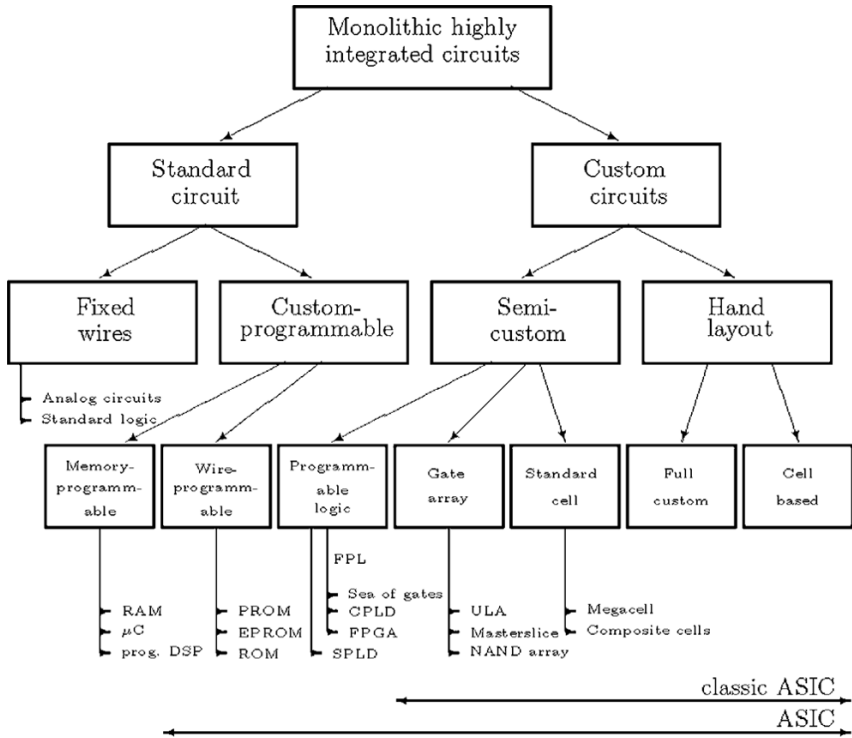 Monolithic highly
integrated circuits
Standard
circuit
Custom
circuits
Fixed
wires
Custom-
programmable
Semi-
custom
Hand
layout
Analog circuits
Standard logic
Memory-
programm-
able
Wire-
programm-
able
Programm-
able
logic
Gate
array
Standard
cell
Full
custom
Cell
based
RAM
μC
prog. DSP
PROM
EPROM
ROM
FPL
Sea of gates
CPLD
FPGA
SPLD
ULA
Masterslice
NAND array
Megacell
Composite cells
classic ASIC
ASIC